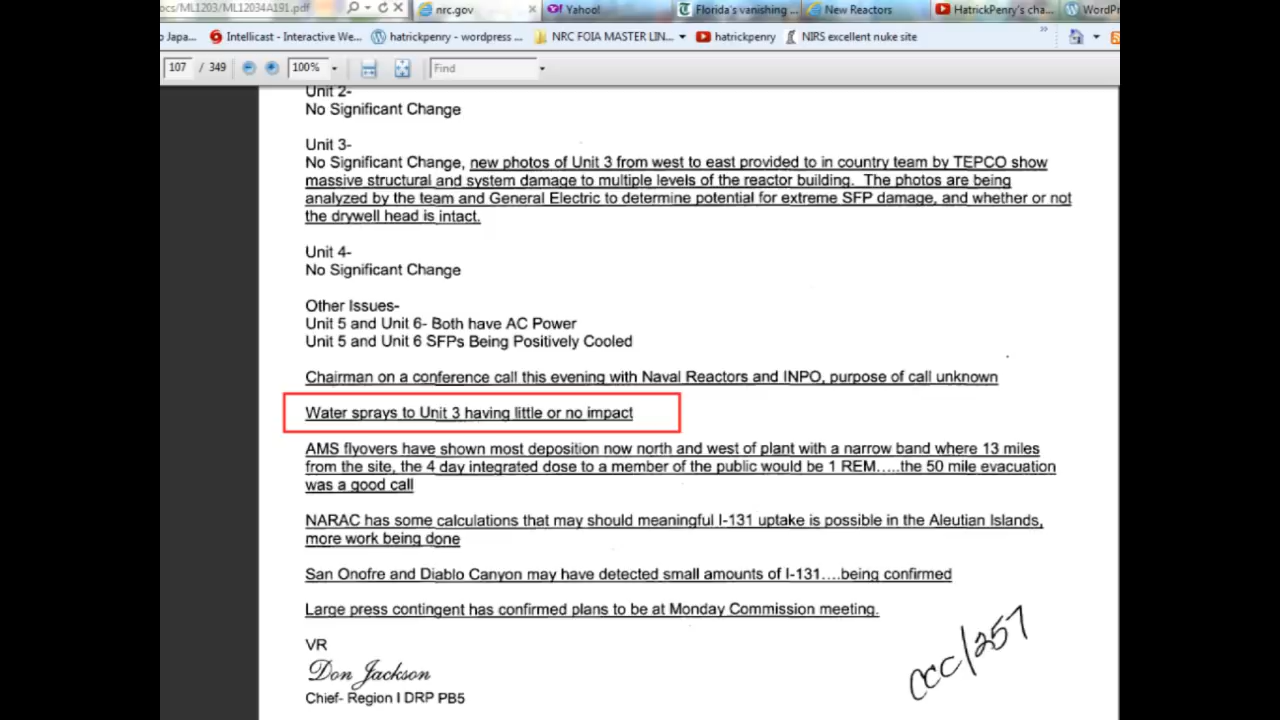 ocs/ML1203/ML12034A191.pdf
nrc.gov
Yahoo!
Florida's vanishing ...
New Reactors
HatrickPenry's cha...
WordPr
o Japa...
Intellicast - Interactive We...
hatrickpenry - wordpress ...
NRC FOIA MASTER LIN...
hatrickpenry
NIRS excellent nuke site
107 / 349
100%
Find
Unit 2-
No Significant Change
Unit 3-
No Significant Change, new photos of Unit 3 from west to east provided to in country team by TEPCO show
massive structural and system damage to multiple levels of the reactor building. The photos are being
analyzed by the team and General Electric to determine potential for extreme SFP damage, and whether or not
the drywell head is intact.
Unit 4-
No Significant Change
Other Issues-
Unit 5 and Unit 6- Both have AC Power
Unit 5 and Unit 6 SFPs Being Positively Cooled
Chairman on a conference call this evening with Naval Reactors and INPO, purpose of call unknown
Water sprays to Unit 3 having little or no impact
AMS flyovers have shown most deposition now north and west of plant with a narrow band where 13 miles
from the site, the 4 day integrated dose to a member of the public would be 1 REM.....the 50 mile evacuation
was a good call
NARAC has some calculations that may should meaningful I-131 uptake is possible in the Aleutian Islands,
more work being done
San Onofre and Diablo Canyon may have detected small amounts of I-131....being confirmed
Large press contingent has confirmed plans to be at Monday Commission meeting.
VR
Don Jackson
Chief- Region I DRP PB5
CCC/257